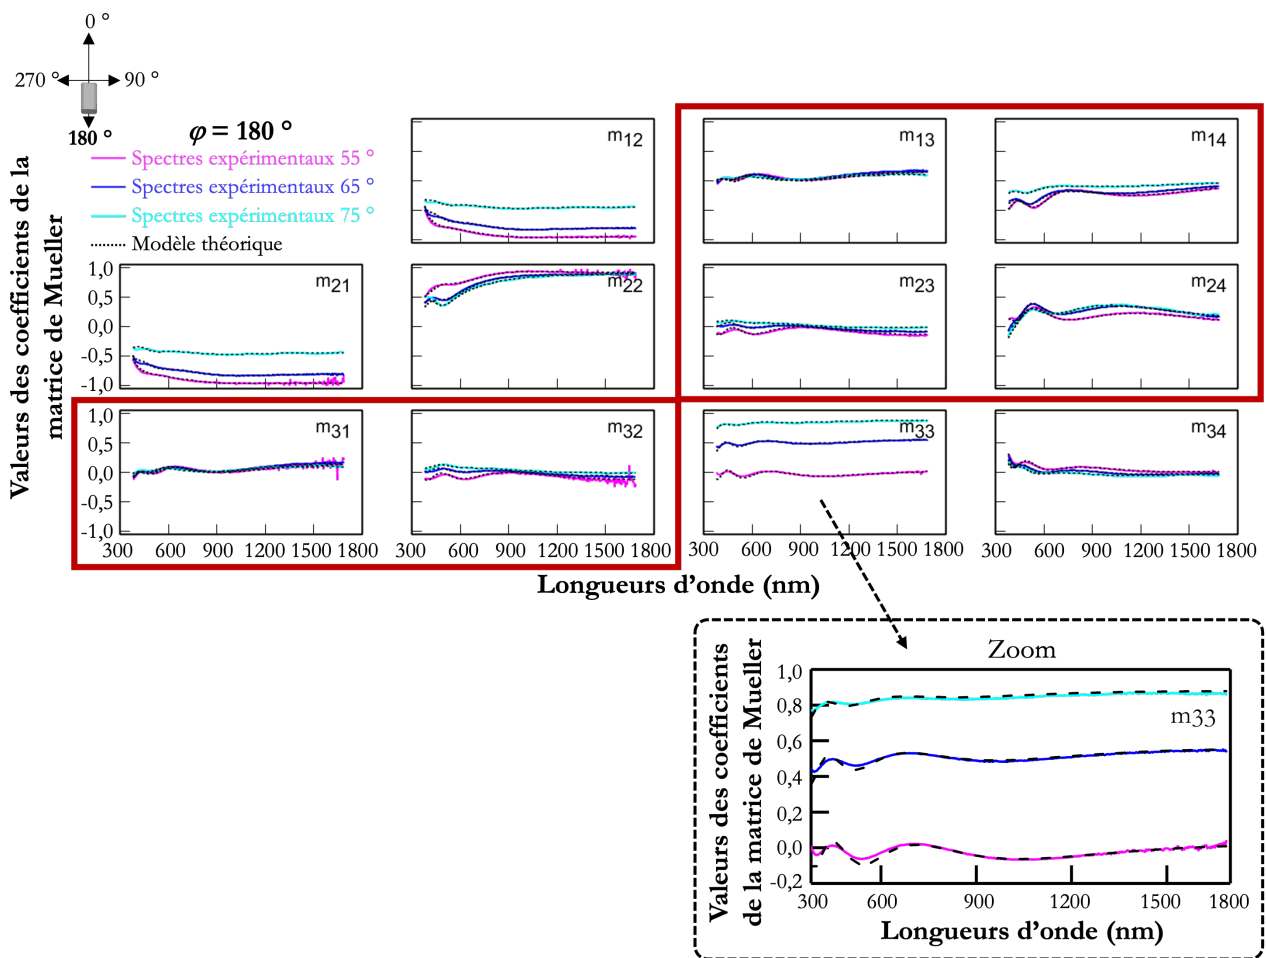 0 °
270 °
90 °
180 °
φ = 180 °
Spectres expérimentaux 55 °
Spectres expérimentaux 65 °
Spectres expérimentaux 75 °
Modèle théorique
Valeurs des coefficients de la
matrice de Mueller
m12
m13
m14
1,0
0,5
0,0
-0,5
-1,0
m21
m22
m23
m24
1,0
0,5
0,0
-0,5
-1,0
m31
m32
m33
m34
300 600 900 1200 1500 1800
300 600 900 1200 1500 1800
300 600 900 1200 1500 1800
300 600 900 1200 1500 1800
Longueurs d’onde (nm)
Zoom
Valeurs des coefficients
de la matrice de Mueller
1,0
0,8
0,6
0,4
0,2
0,0
-0,2
m33
300 600 900 1200 1500 1800
Longueurs d’onde (nm)